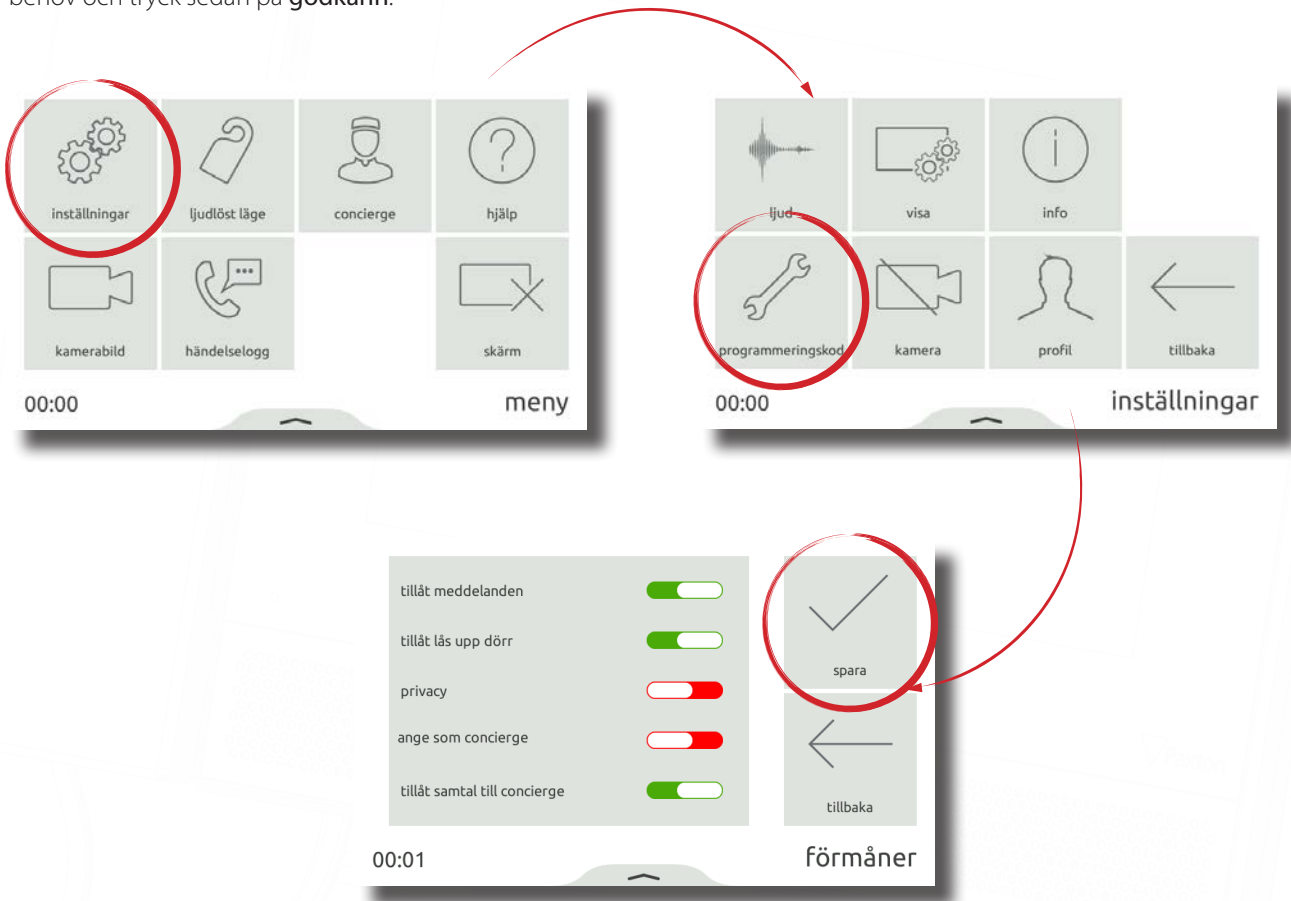 behov och tryck sedan på godkänn.
inställningar
ljudlöst läge
concierge
hjälp
kamerabild
händelselogg
skärm
00:00
meny
ljud
visa
info
programmeringskod
kamera
profil
tillbaka
00:00
inställningar
tillåt meddelanden
tillåt lås upp dörr
privacy
ange som concierge
tillåt samtal till concierge
spara
tillbaka
00:01
förmåner